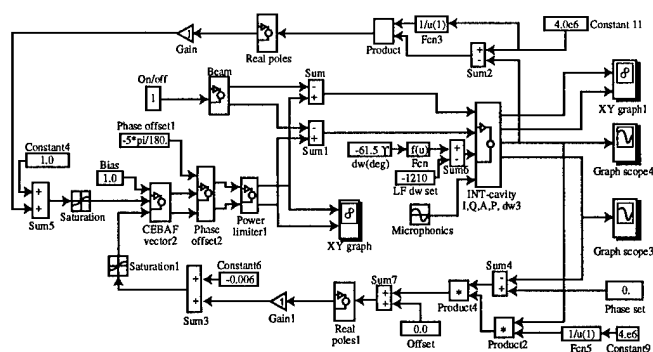 1/u(1)
4.0e6
Constant 11
Gain
Real poles
Product
Fcn3
+
-
Sum2
On/off
1
Beam
Sum
-
+
-
+
Sum1
XY graph1
Constant4
1.0
Phase offset1
-5*pi/180.
-61.5
dw(deg)
f(u)
Fcn
+
-
Sum6
-1210
LF dw set
INT-cavity
I,Q,A,P, dw3
Graph scope4
+
+
Sum5
Saturation
Bias
1.0
CEBAF
vector2
Phase
offset2
Power
limiter1
XY graph
Microphonics
Graph scope3
Saturation1
Constant6
-0.006
+
+
Sum3
Gain1
Real
poles1
Sum7
+
+
0.0
Offset
*
Product4
Sum4
-
+
0.
Phase set
*
Product2
1/u(1)
Fcn5
4.e6
Constant9